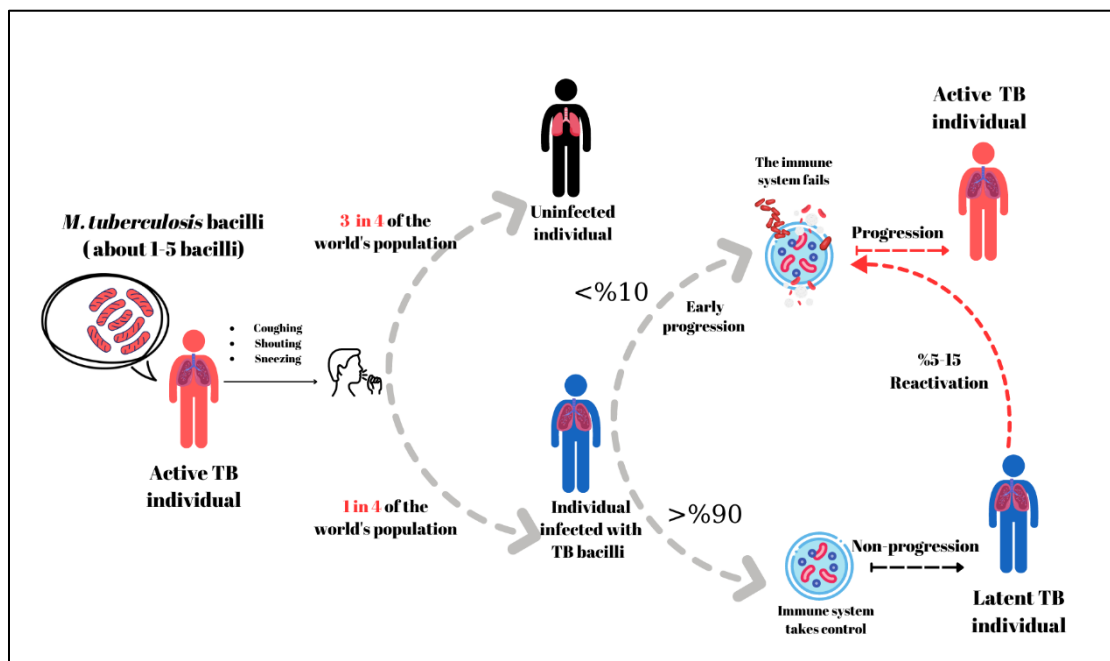 M.tuberculosis bacilli
( about 1-5 bacilli)
Coughing
Shouting
Sneezing
Active TB
individual
3 in 4 of the
world's population
1 in 4 of the
world's population
Uninfected
individual
Individual
infected with
TB bacilli
<%10
Early
progression
>%90
The immune
system fails
Progression
Active TB
individual
%5-15
Reactivation
Immune system
takes control
Non-progression
Latent TB
individual